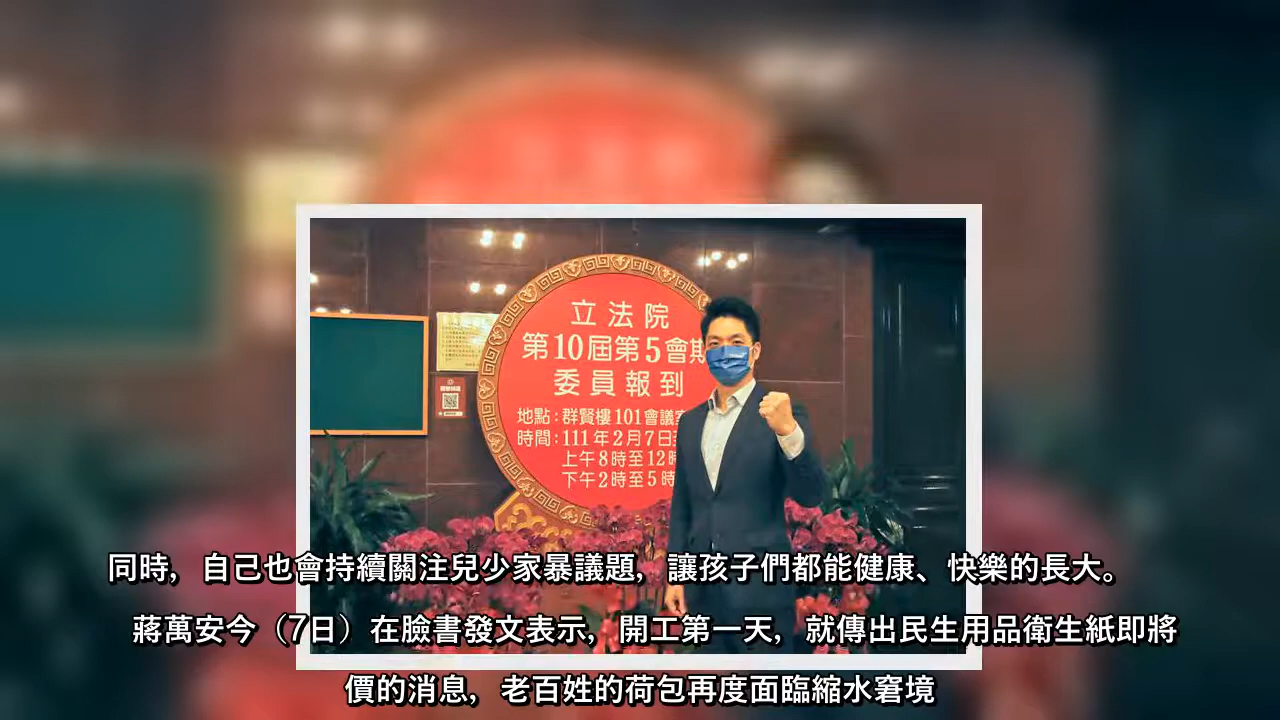 立法院
第10屆第5會期
委員報到
地點：群賢樓101會議室
時間：111年2月7日
上午8時至12時
下午2時至5時
同時，自己也會持續關注兒少家暴議題，讓孩子們都能健康、快樂的長大。
蔣萬安今（7日）在臉書發文表示，開工第一天，就傳出民生用品衛生紙即將
價的消息，老百姓的荷包再度面臨縮水窘境